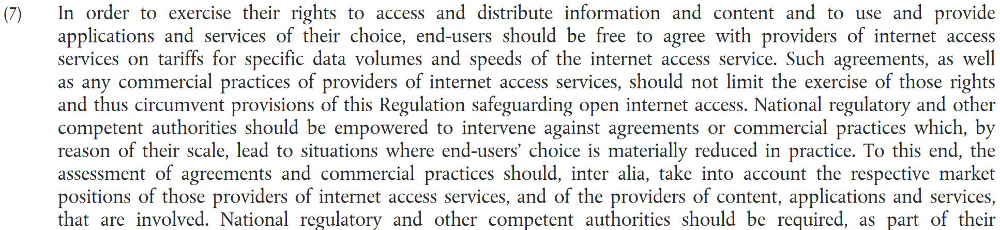 (7) In order to exercise their rights to access and distribute information and content and to use and provide
applications and services of their choice, end-users should be free to agree with providers of internet access
services on tariffs for specific data volumes and speeds of the internet access service. Such agreements, as well
as any commercial practices of providers of internet access services, should not limit the exercise of those rights
and thus circumvent provisions of this Regulation safeguarding open internet access. National regulatory and other
competent authorities should be empowered to intervene against agreements or commercial practices which, by
reason of their scale, lead to situations where end-users’ choice is materially reduced in practice. To this end, the
assessment of agreements and commercial practices should, inter alia, take into account the respective market
positions of those providers of internet access services, and of the providers of content, applications and services,
that are involved. National regulatory and other competent authorities should be required, as part of their